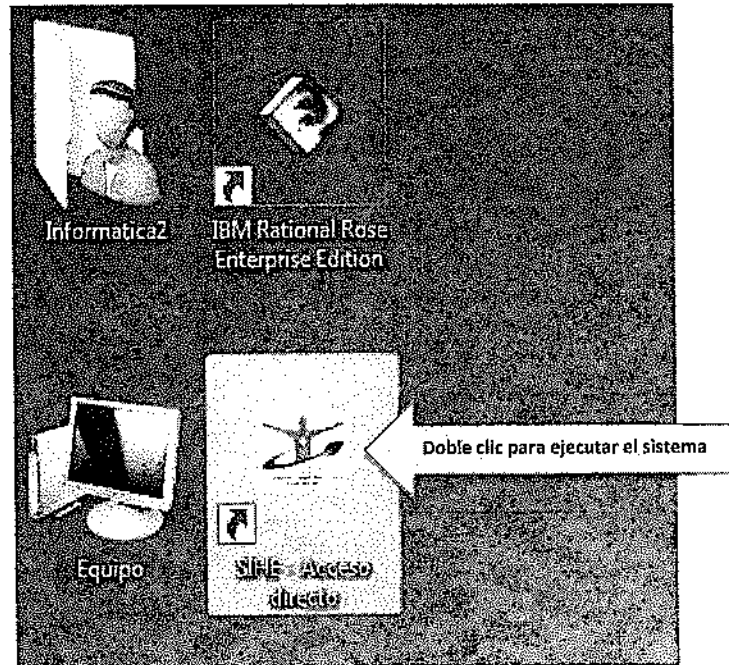 Informatica2
IBM Rational Rose
Enterprise Edition
Equipo
SIHE - Acceso
directo
Doble clic para ejecutar el sistema